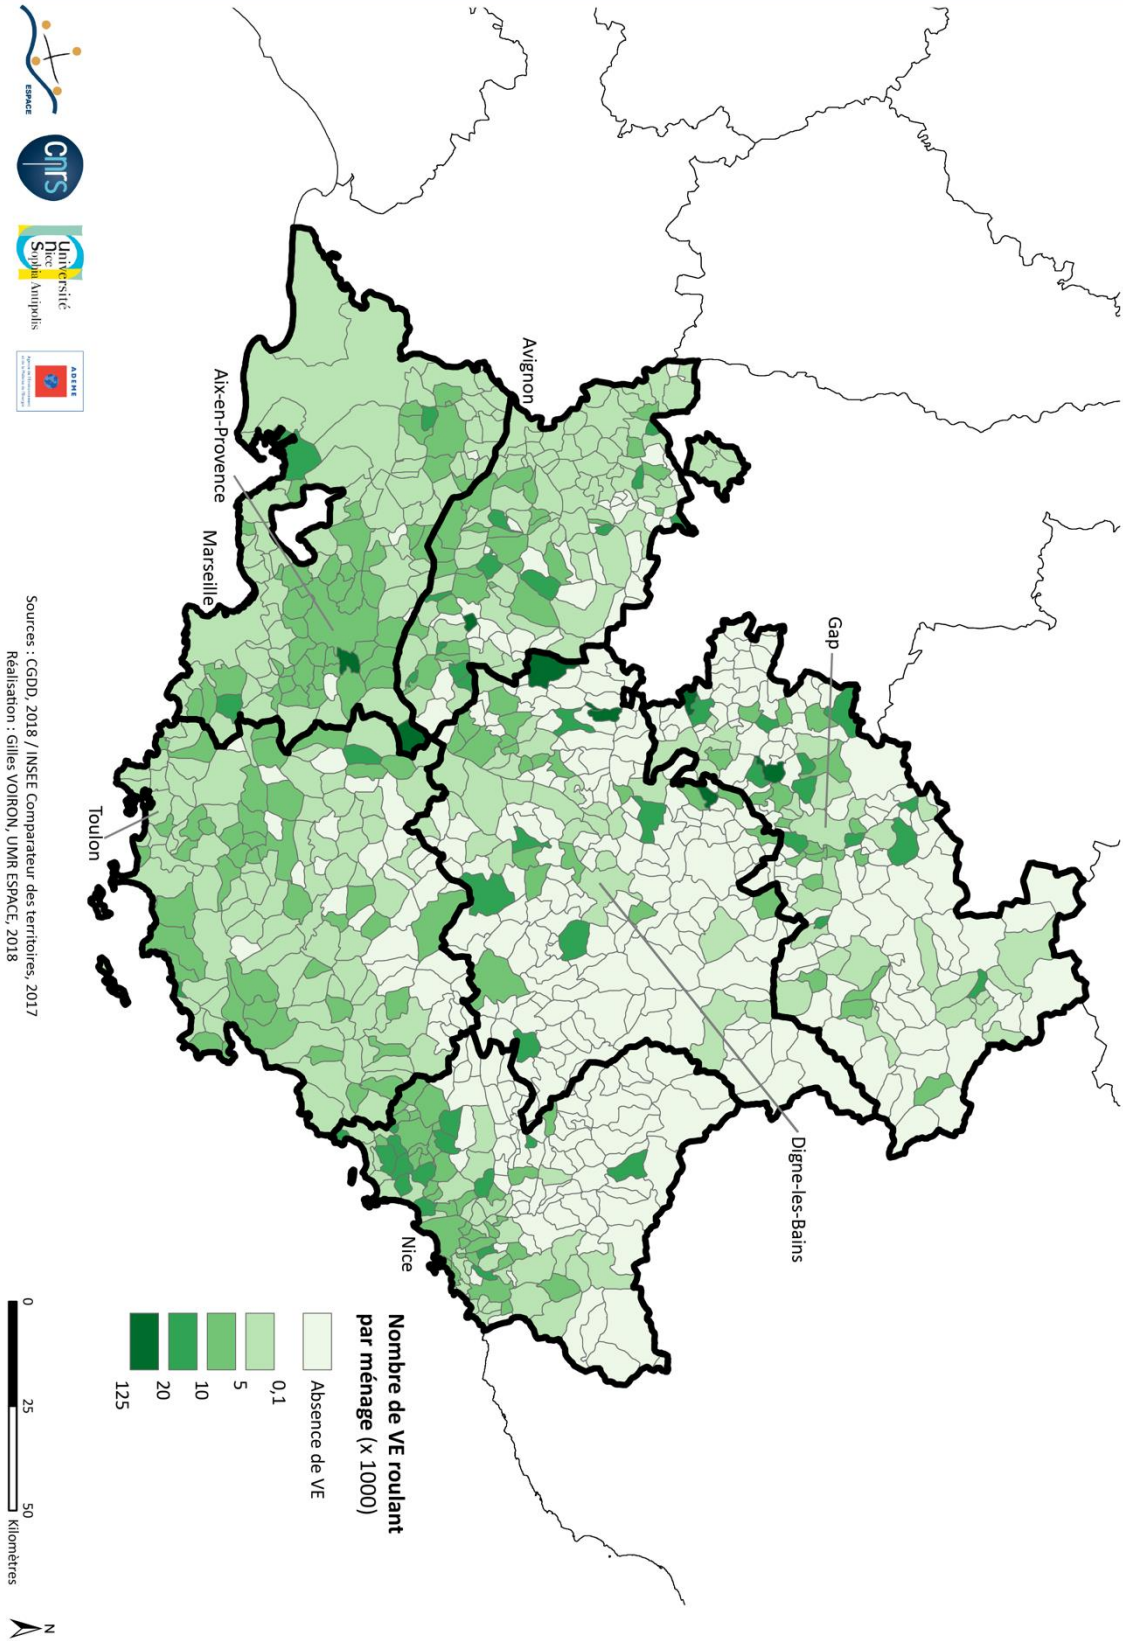 Gap
Avignon
Digne-les-Bains
Aix-en-Provence
Marseille
Nice
Toulon
Nombre de VE roulant
par ménage (x 1000)
Absence de VE
0,1
5
10
20
125
0
25
50
Kilomètres
N
ESPACE
cnrs
Université
Nice
Sophia Antipolis
ADEME
Sources : CGDD, 2018 / INSEE Comparateur des territoires, 2017
Réalisation : Gilles VOIRON, UMR ESPACE, 2018